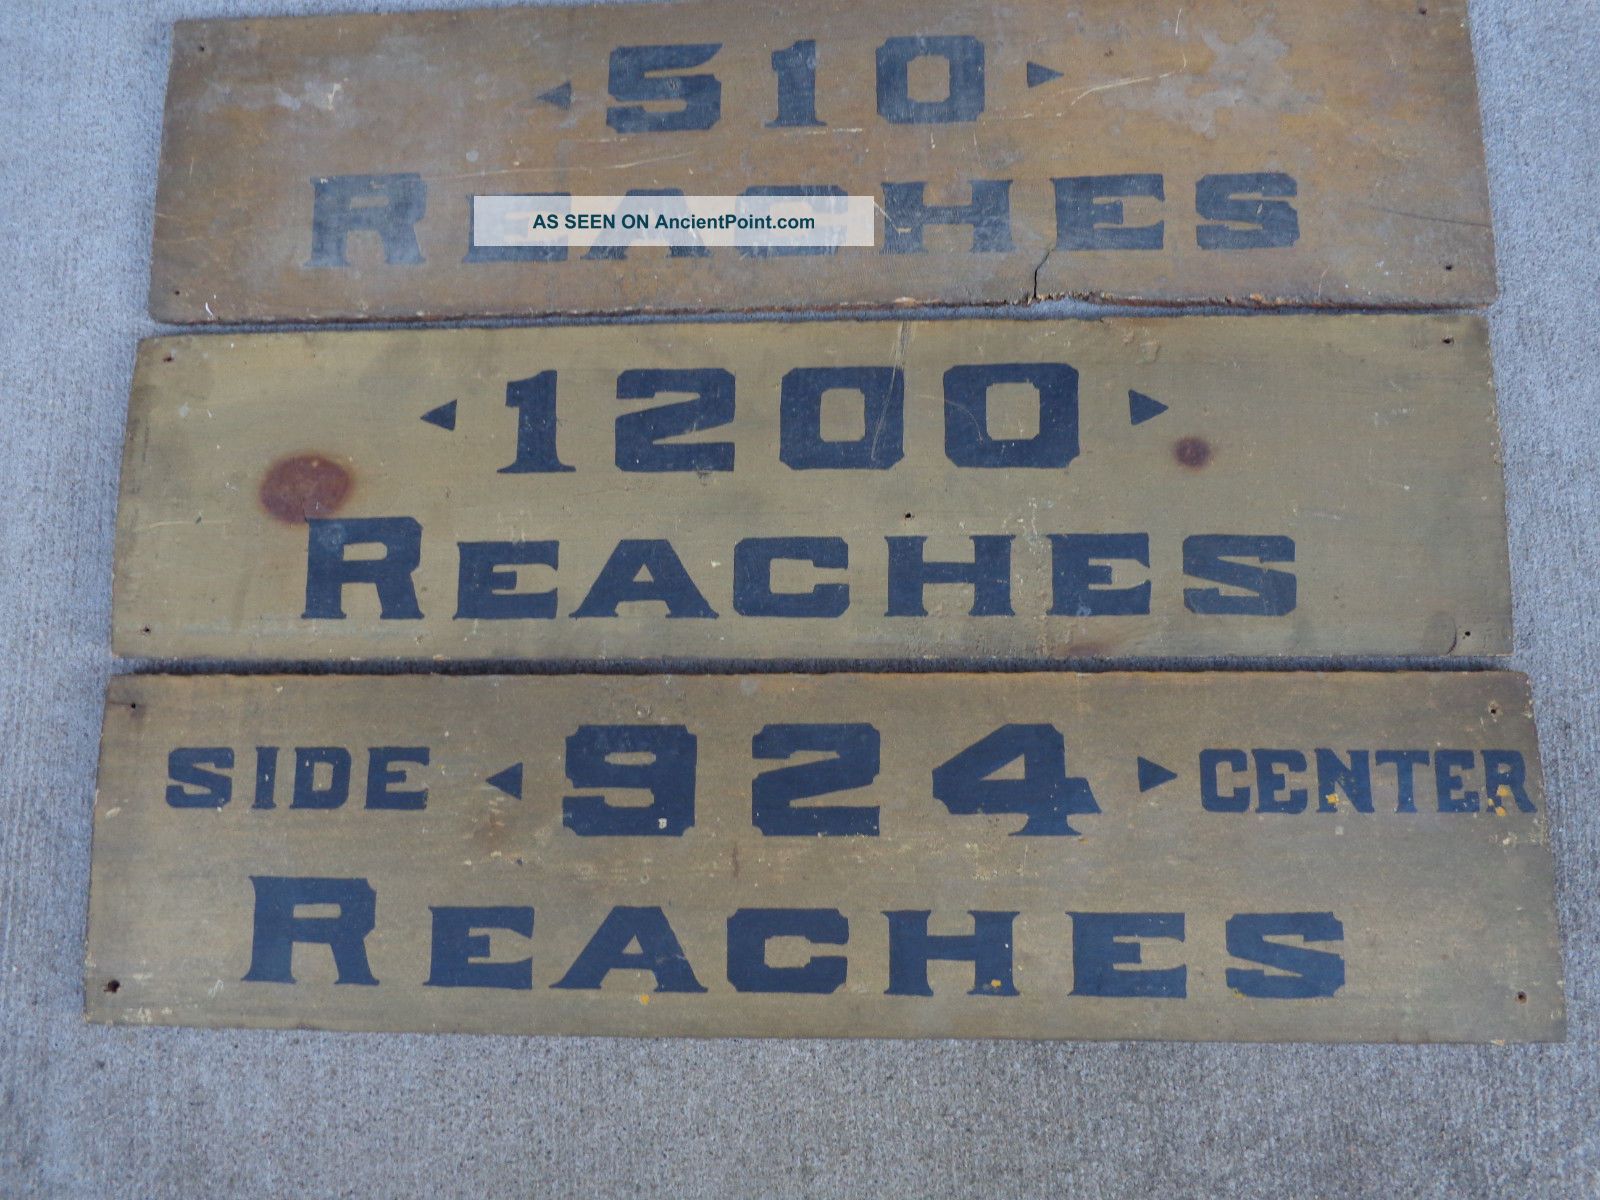 ◀ 510 ▶
REACHES
AS SEEN ON AncientPoint.com
◀ 1200 ▶
REACHES
SIDE ◀ 924 ▶ CENTER
REACHES